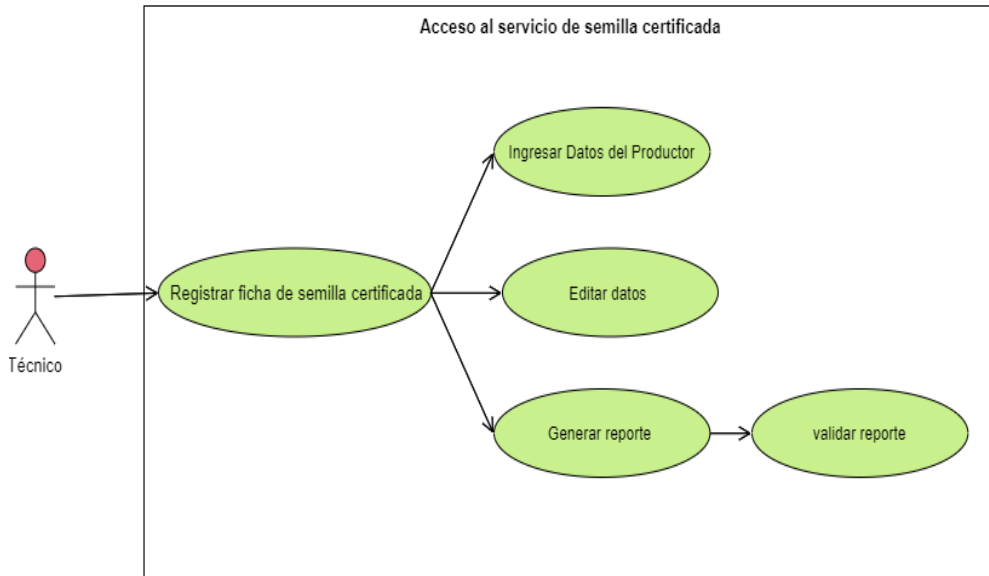 Acceso al servicio de semilla certificada
Ingresar Datos del Productor
Registrar ficha de semilla certificada
Editar datos
Técnico
Generar reporte
validar reporte